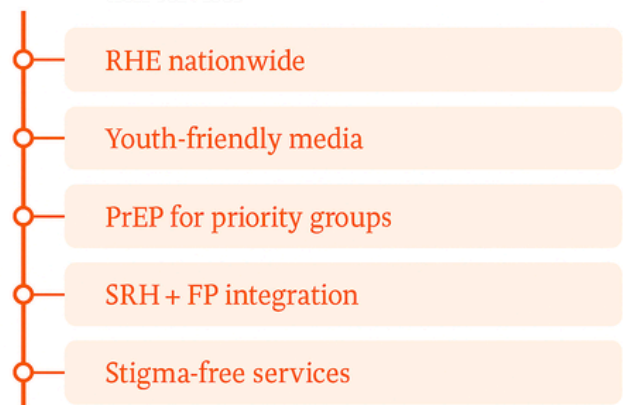 RHE nationwide
Youth-friendly media
PrEP for priority groups
SRH + FP integration
Stigma-free services